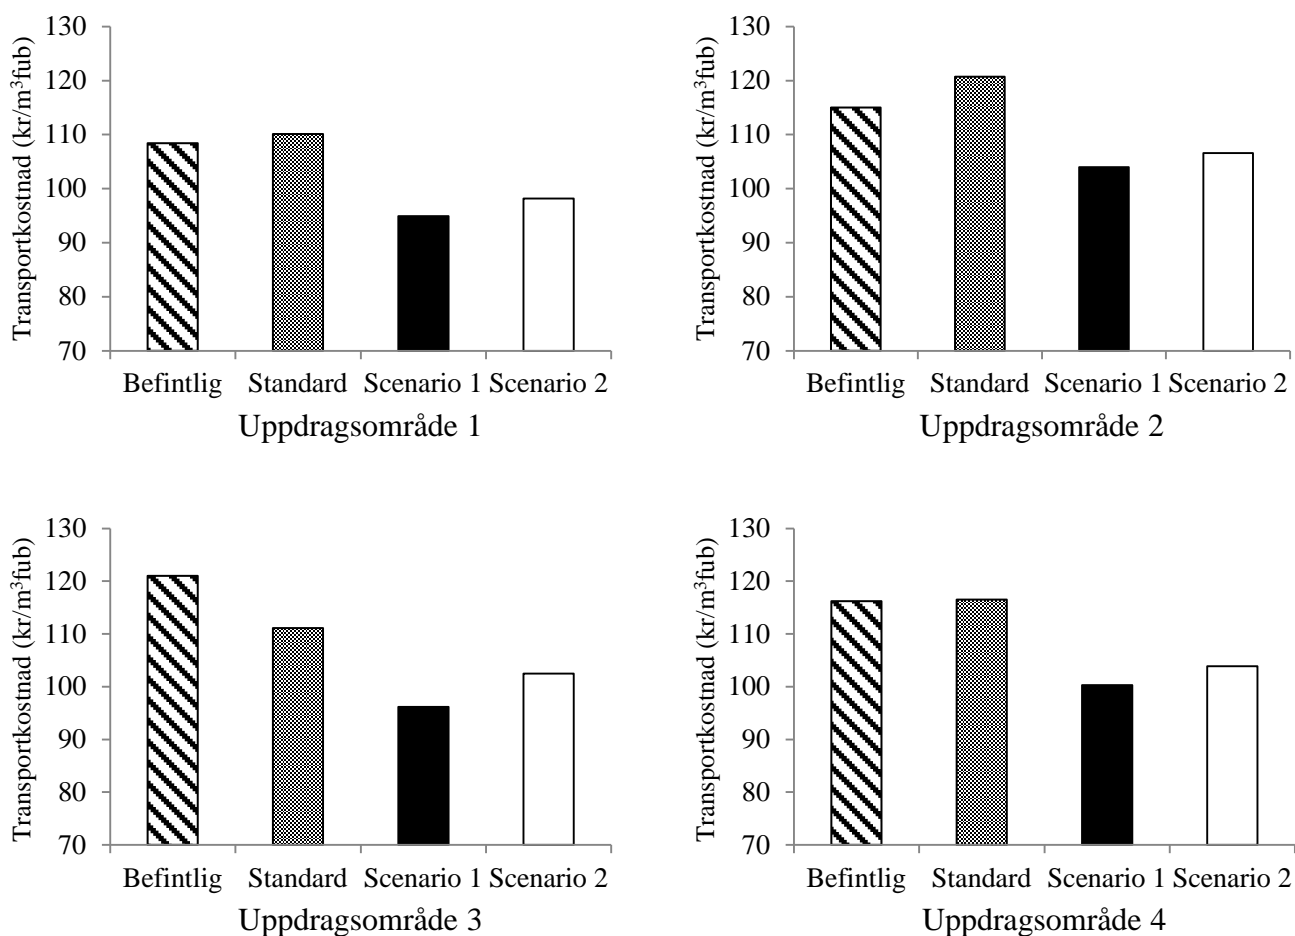 Transportkostnad (kr/m³fub)
130
120
110
100
90
80
70
Befintlig Standard Scenario 1 Scenario 2
Uppdragsområde 1
Transportkostnad (kr/m³fub)
130
120
110
100
90
80
70
Befintlig Standard Scenario 1 Scenario 2
Uppdragsområde 2
Transportkostnad (kr/m³fub)
130
120
110
100
90
80
70
Befintlig Standard Scenario 1 Scenario 2
Uppdragsområde 3
Transportkostnad (kr/m³fub)
130
120
110
100
90
80
70
Befintlig Standard Scenario 1 Scenario 2
Uppdragsområde 4